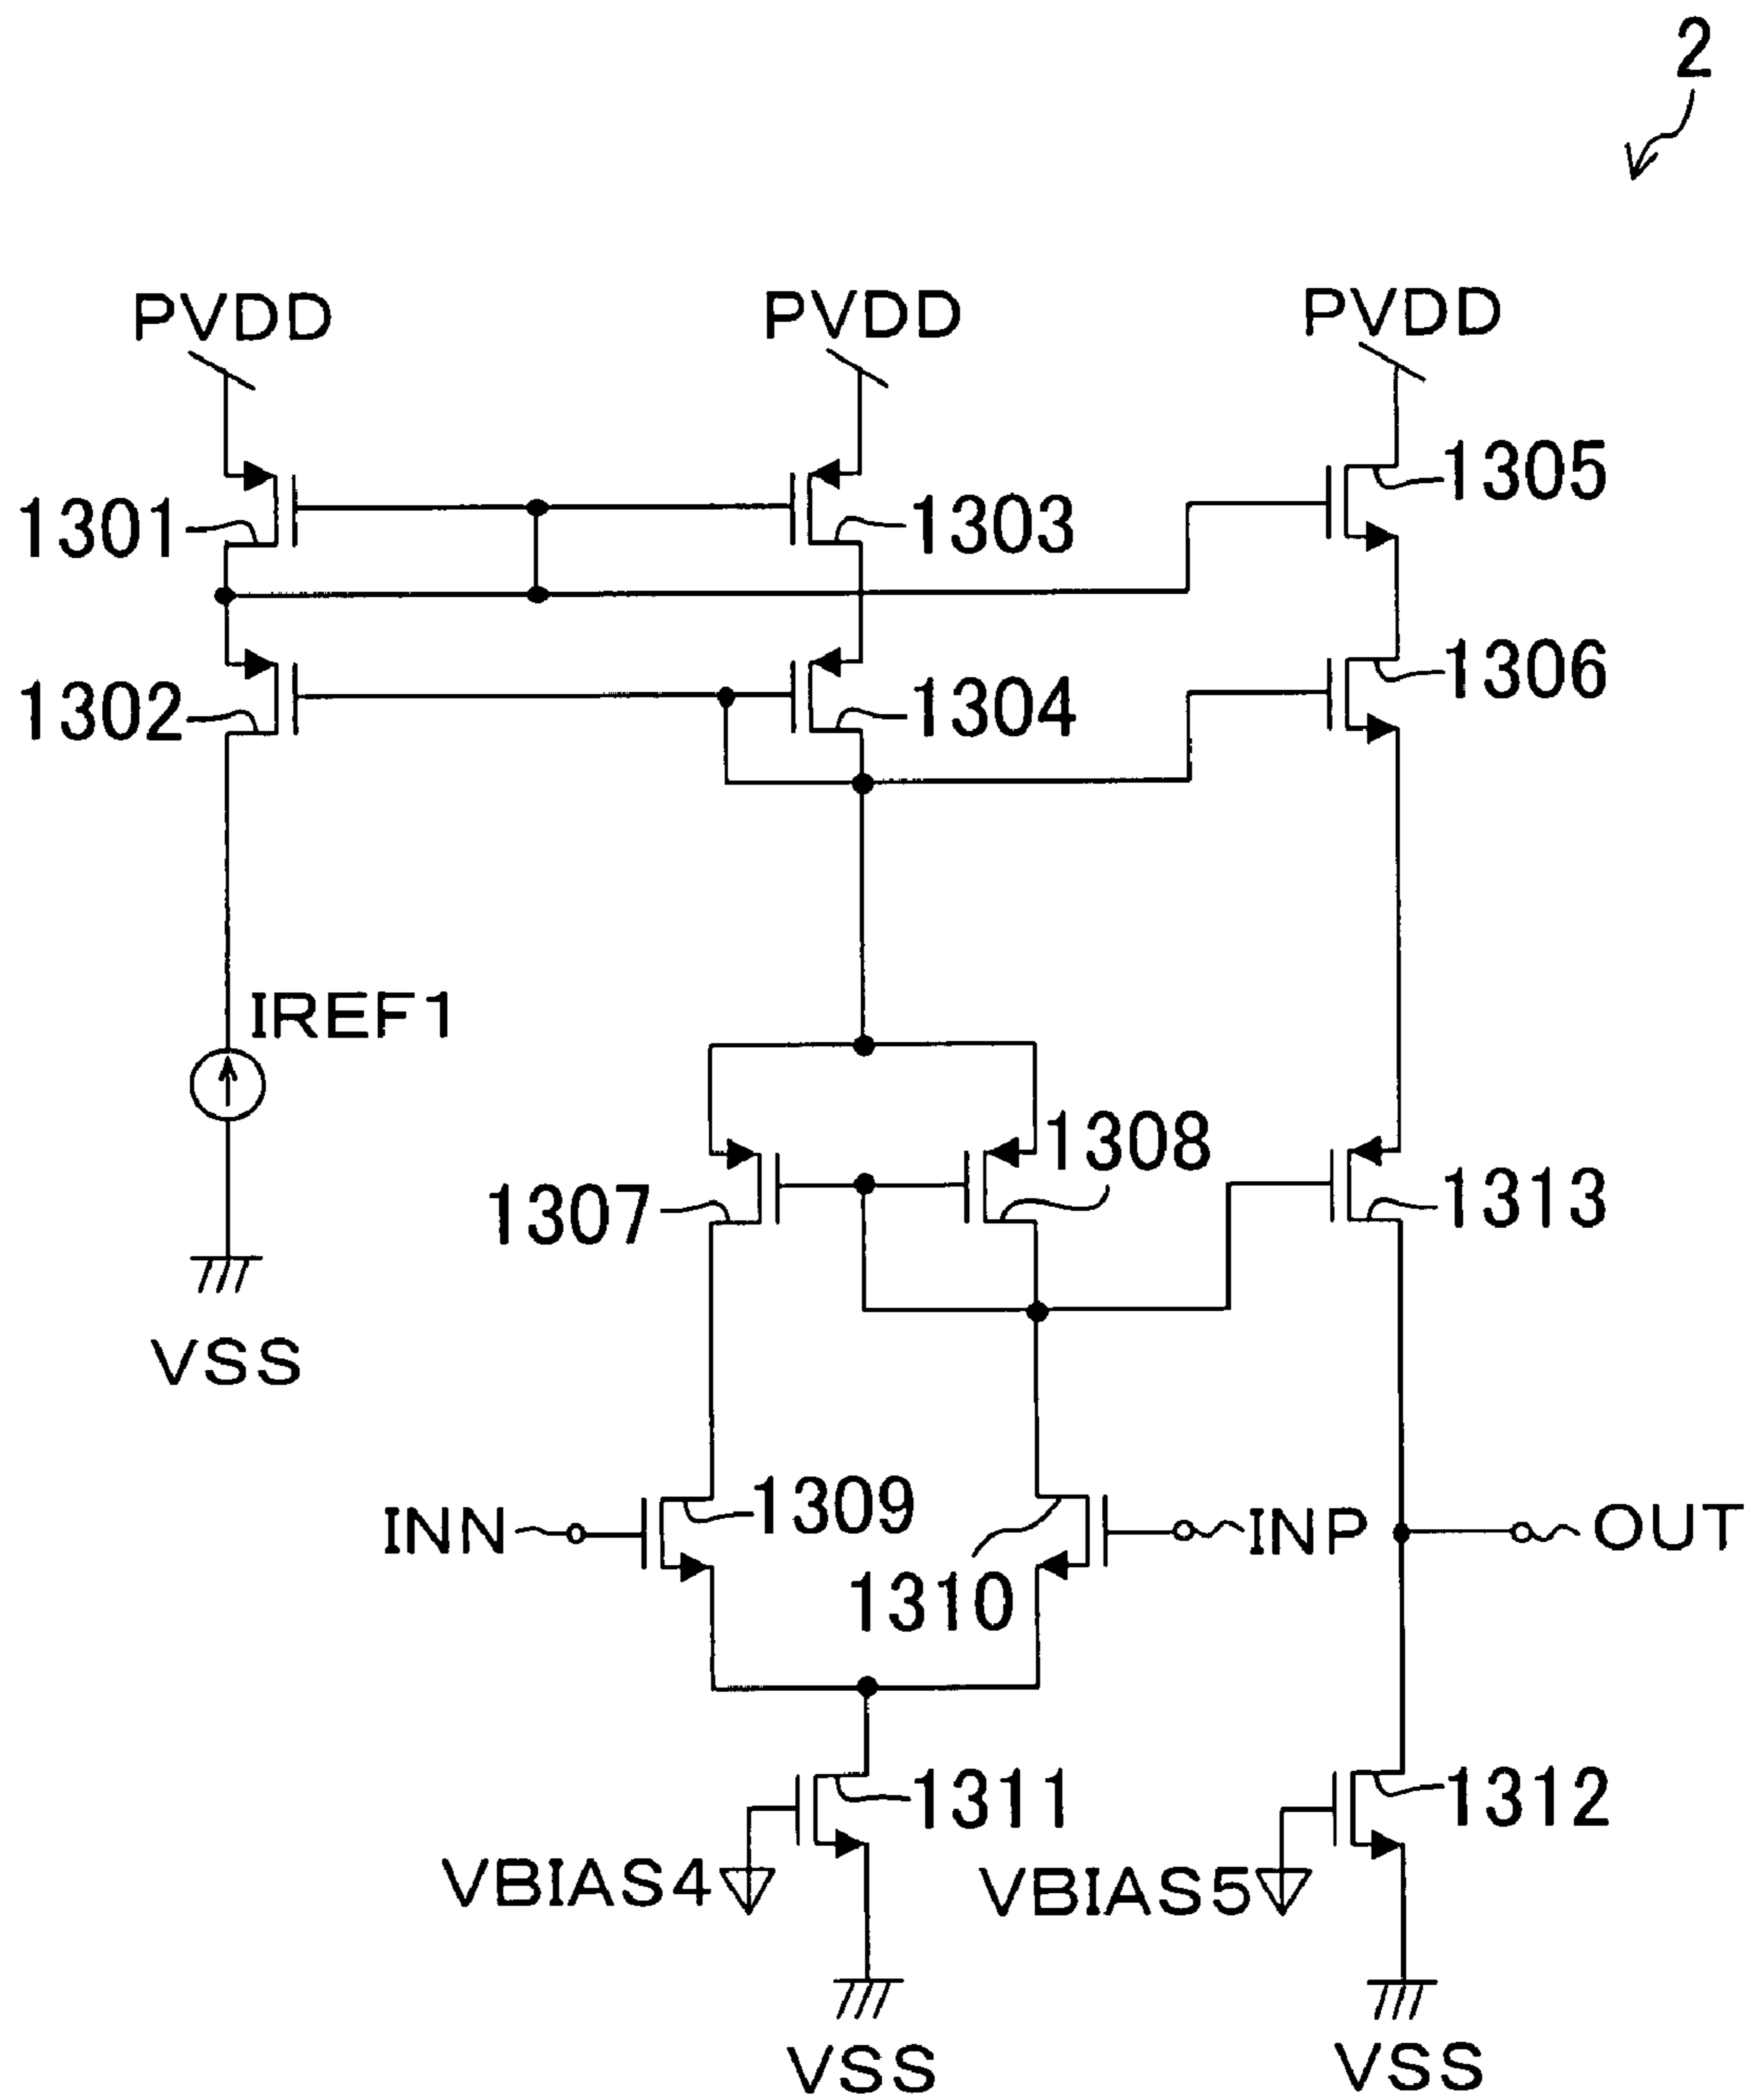 2
PVDD PVDD PVDD
1301 1303 1305
1302 1304 1306
IREF1
1307 1308 1313
VSS
INN 1309 1310 INP OUT
1311 1312
VBIAS4 VBIAS5
VSS VSS